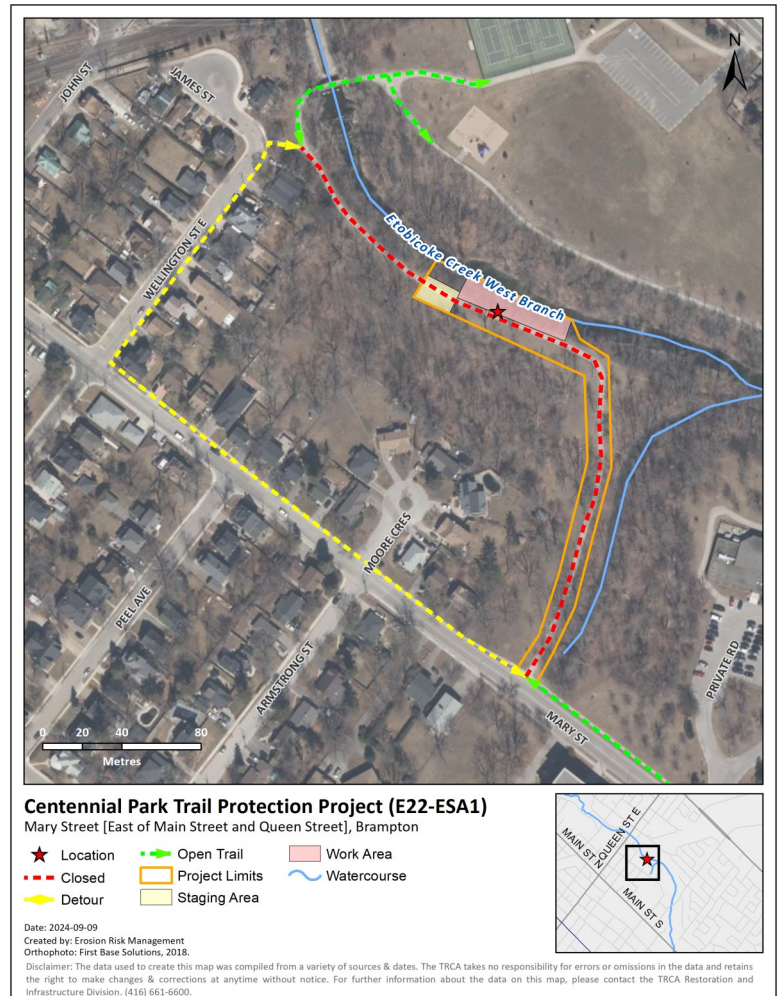 N
JOHN ST
JAMES ST
WELLINGTON ST E
Etobicoke Creek West Branch
MOORE CRES
PEEL AVE
ARMSTRONG ST
PRIVATE RD
MARY ST
0 20 40 80
Metres
Centennial Park Trail Protection Project (E22-ESA1)
Mary Street [East of Main Street and Queen Street], Brampton
Location
Closed
Detour
Open Trail
Project Limits
Staging Area
Work Area
Watercourse
QUEEN ST E
MAIN ST N
MAIN ST S
Date: 2024-09-09
Created by: Erosion Risk Management
Orthophoto: First Base Solutions, 2018.
Disclaimer: The data used to create this map was compiled from a variety of sources & dates. The TRCA takes no responsibility for errors or omissions in the data and retains
the right to make changes & corrections at anytime without notice. For further information about the data on this map, please contact the TRCA Restoration and
Infrastructure Division. (416) 661-6600.